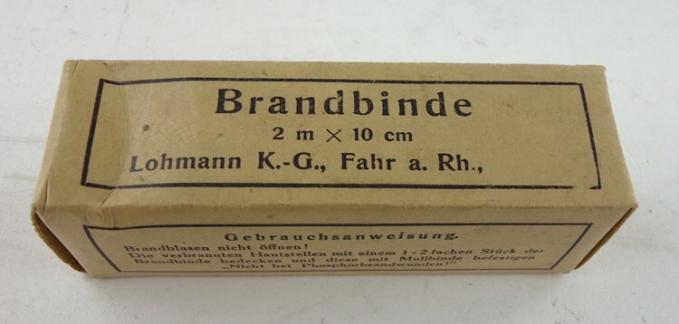 Brandbinde
2 m × 10 cm
Lohmann K.-G., Fahr a. Rh.,
Gebrauchsanweisung.
Brandblasen nicht öffnen!
Die verbrannten Hautstellen mit einem 1-2 fachen Stück der
Brandbinde bedecken und diese mit Mullbinde befestigen
„Nicht bei Phosphorbrandwunden!"